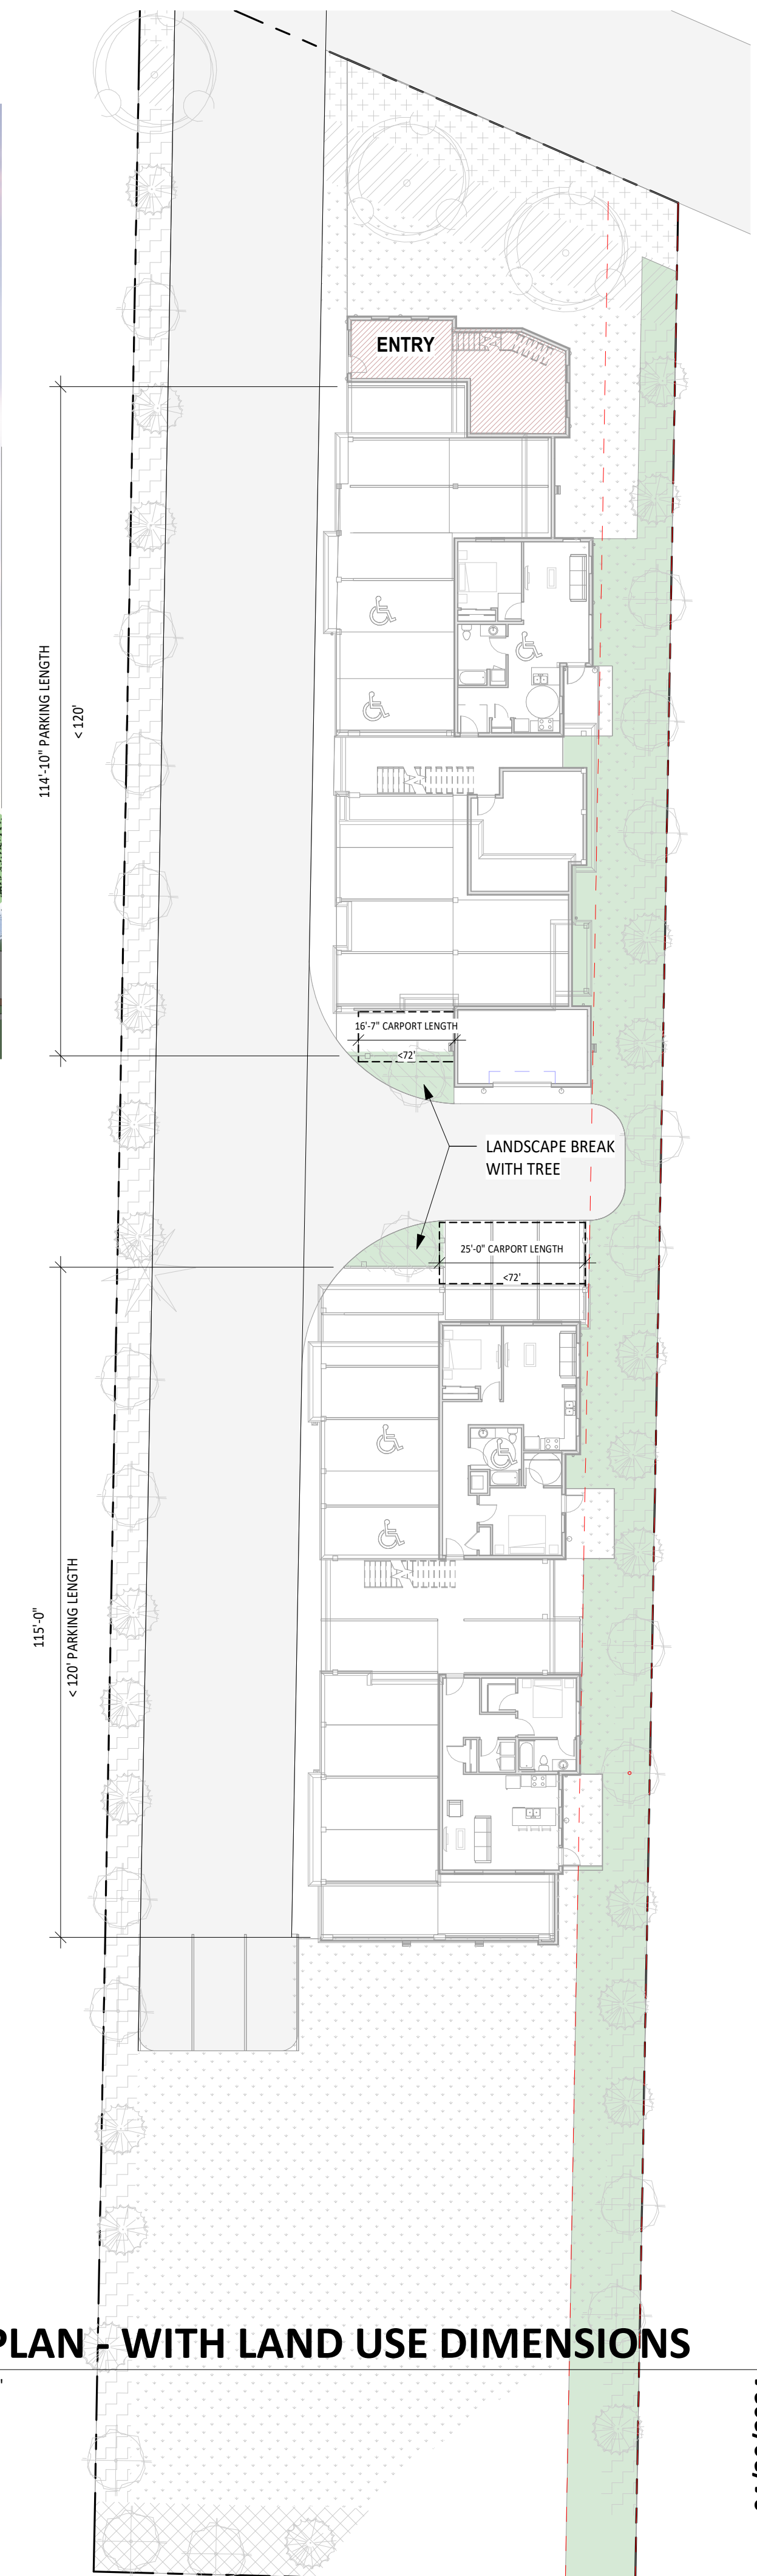 ENTRY
114'-10" PARKING LENGTH
< 120'
16'-7" CARPORT LENGTH
<72'
LANDSCAPE BREAK
WITH TREE
25'-0" CARPORT LENGTH
<72'
115'-0"
< 120' PARKING LENGTH
PLAN - WITH LAND USE DIMENSIONS